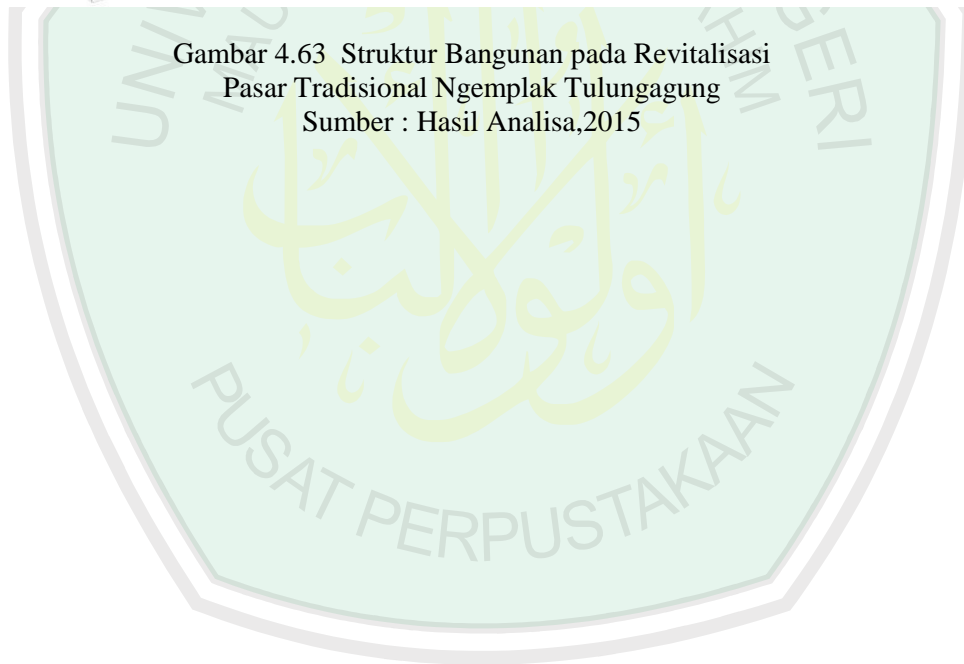 Gambar 4.63 Struktur Bangunan pada Revitalisasi
Pasar Tradisional Ngemplak Tulungagung
Sumber : Hasil Analisa,2015
PUSAT PERPUSTAKAAN